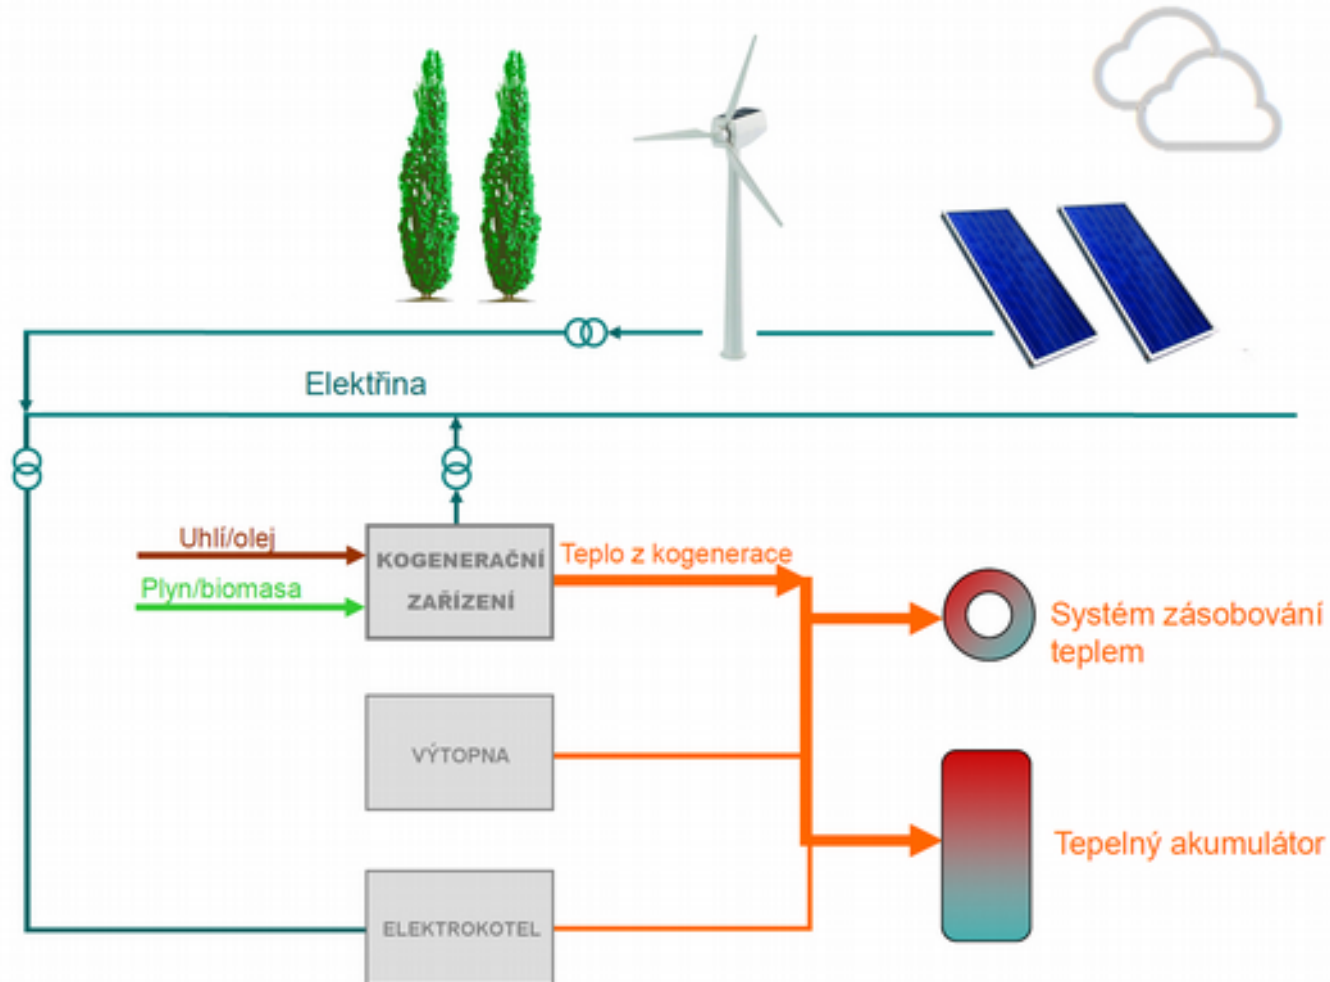 Elektřina
Uhlí/olej
Plyn/biomasa
KOGENERAČNÍ
ZAŘÍZENÍ
Teplo z kogenerace
Systém zásobování
teplem
VÝTOPNA
Tepelný akumulátor
ELEKTROKOTEL